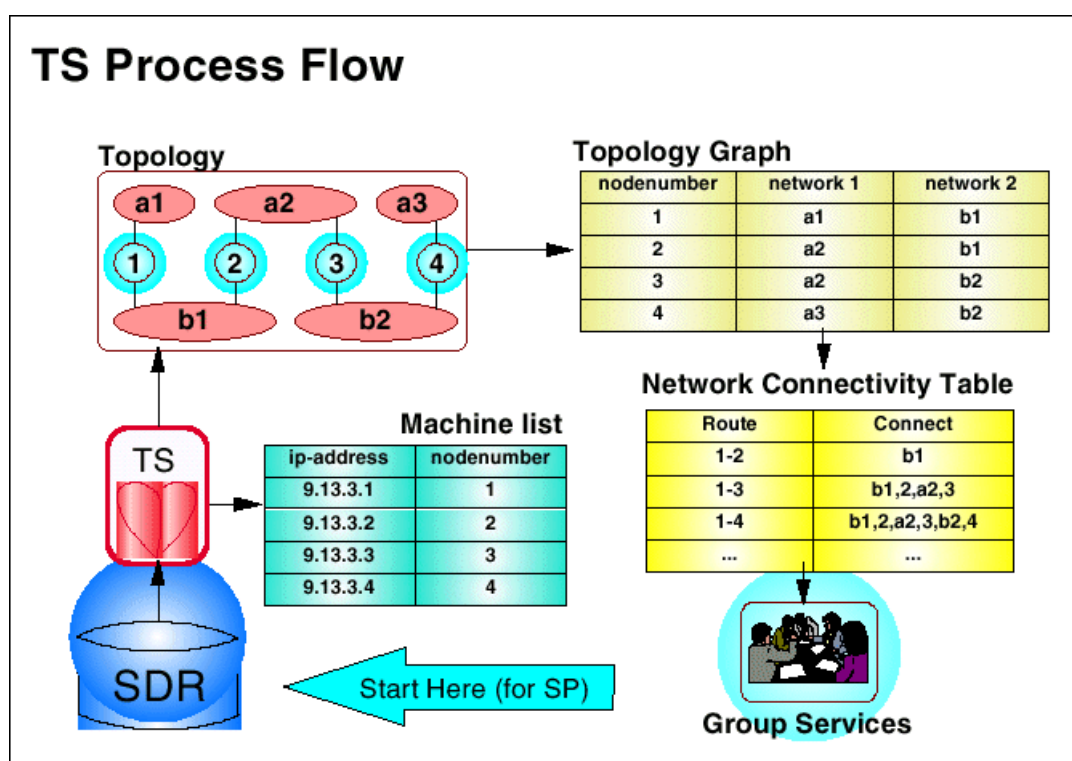 TS Process Flow
Topology
a1 a2 a3
1 2 3 4
b1 b2
Topology Graph
nodenumber network 1 network 2
1 a1 b1
2 a2 b1
3 a2 b2
4 a3 b2
Network Connectivity Table
Route Connect
1-2 b1
1-3 b1,2,a2,3
1-4 b1,2,a2,3,b2,4
... ...
TS
Machine list
ip-address nodenumber
9.13.3.1 1
9.13.3.2 2
9.13.3.3 3
9.13.3.4 4
SDR
Start Here (for SP)
Group Services